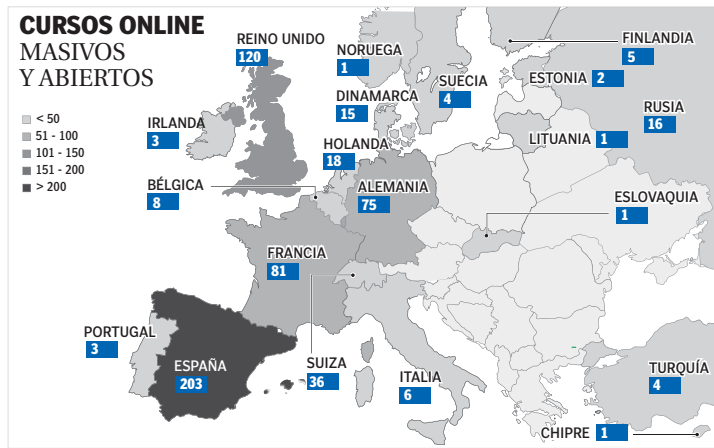 CURSOS ONLINE
MASIVOS
Y ABIERTOS
< 50
51 - 100
101 - 150
151 - 200
> 200
REINO UNIDO
120
NORUEGA
1
FINLANDIA
5
SUECIA
4
ESTONIA 2
DINAMARCA
15
RUSIA
16
IRLANDA
3
LITUANIA 1
HOLANDA
18
BÉLGICA
8
ALEMANIA
75
ESLOVAQUIA
1
FRANCIA
81
PORTUGAL
3
ESPAÑA
203
SUIZA
36
ITALIA
6
TURQUÍA
4
CHIPRE 1